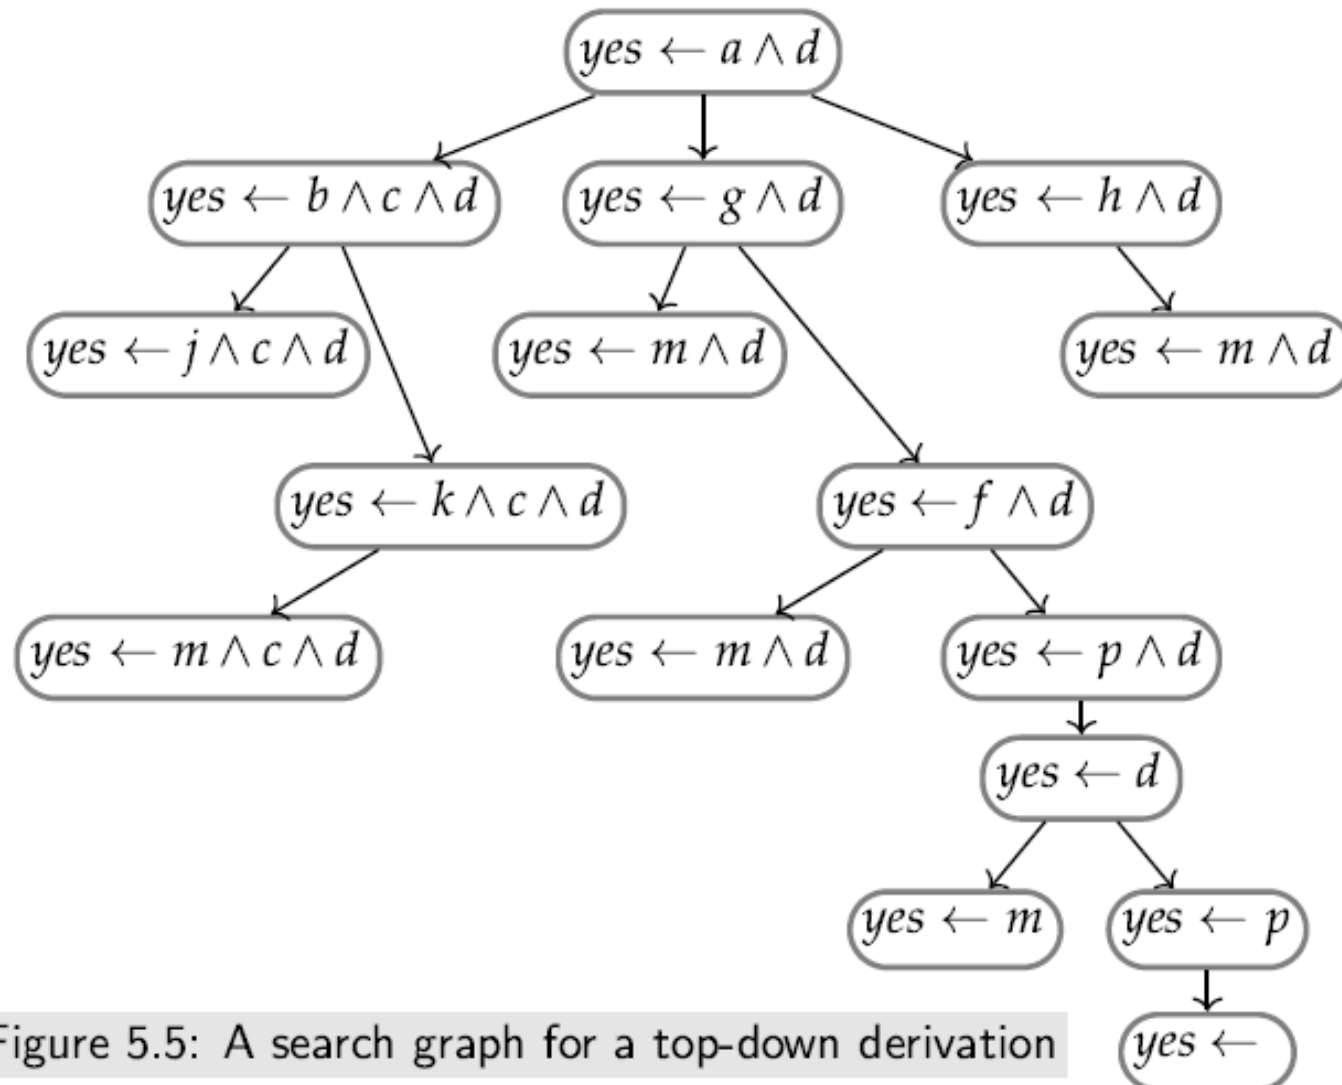 yes ← a ∧ d
yes ← b ∧ c ∧ d
yes ← g ∧ d
yes ← h ∧ d
yes ← j ∧ c ∧ d
yes ← m ∧ d
yes ← m ∧ d
yes ← k ∧ c ∧ d
yes ← f ∧ d
yes ← m ∧ c ∧ d
yes ← m ∧ d
yes ← p ∧ d
yes ← d
yes ← m
yes ← p
yes ←
Figure 5.5: A search graph for a top-down derivation